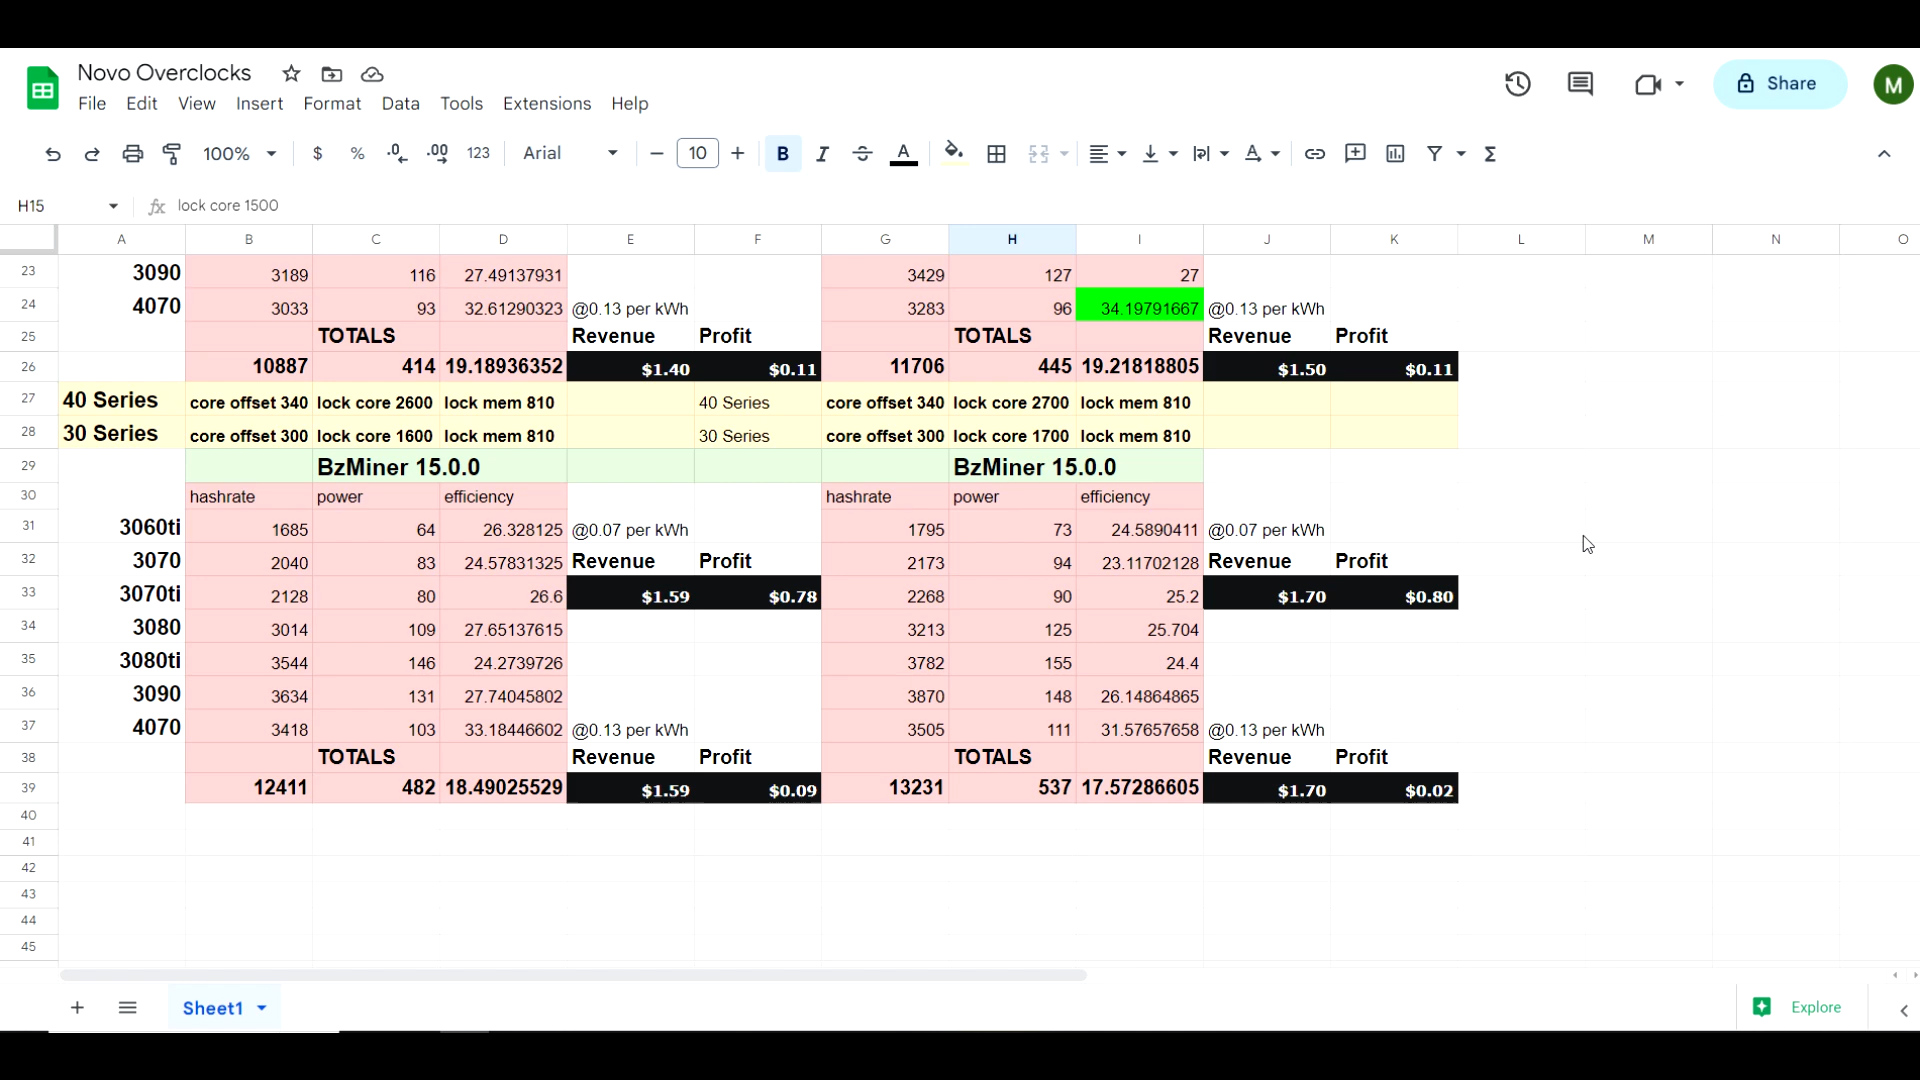 Novo Overclocks
File Edit View Insert Format Data Tools Extensions Help
Share
M
100% $ % .0 .00 123 Arial 10 B I A
H15 fx lock core 1500
A B C D E F G H I J K L M N O
23 3090 3189 116 27.49137931 3429 127 27
24 4070 3033 93 32.61290323 @0.13 per kWh 3283 96 34.19791667 @0.13 per kWh
25 TOTALS Revenue Profit TOTALS Revenue Profit
26 10887 414 19.18936352 $1.40 $0.11 11706 445 19.21818805 $1.50 $0.11
27 40 Series core offset 340 lock core 2600 lock mem 810 40 Series core offset 340 lock core 2700 lock mem 810
28 30 Series core offset 300 lock core 1600 lock mem 810 30 Series core offset 300 lock core 1700 lock mem 810
29 BzMiner 15.0.0 BzMiner 15.0.0
30 hashrate power efficiency hashrate power efficiency
31 3060ti 1685 64 26.328125 @0.07 per kWh 1795 73 24.5890411 @0.07 per kWh
32 3070 2040 83 24.57831325 Revenue Profit 2173 94 23.11702128 Revenue Profit
33 3070ti 2128 80 26.6 $1.59 $0.78 2268 90 25.2 $1.70 $0.80
34 3080 3014 109 27.65137615 3213 125 25.704
35 3080ti 3544 146 24.2739726 3782 155 24.4
36 3090 3634 131 27.74045802 3870 148 26.14864865
37 4070 3418 103 33.18446602 @0.13 per kWh 3505 111 31.57657658 @0.13 per kWh
38 TOTALS Revenue Profit TOTALS Revenue Profit
39 12411 482 18.49025529 $1.59 $0.09 13231 537 17.57286605 $1.70 $0.02
40
41
42
43
44
45
Sheet1
Explore